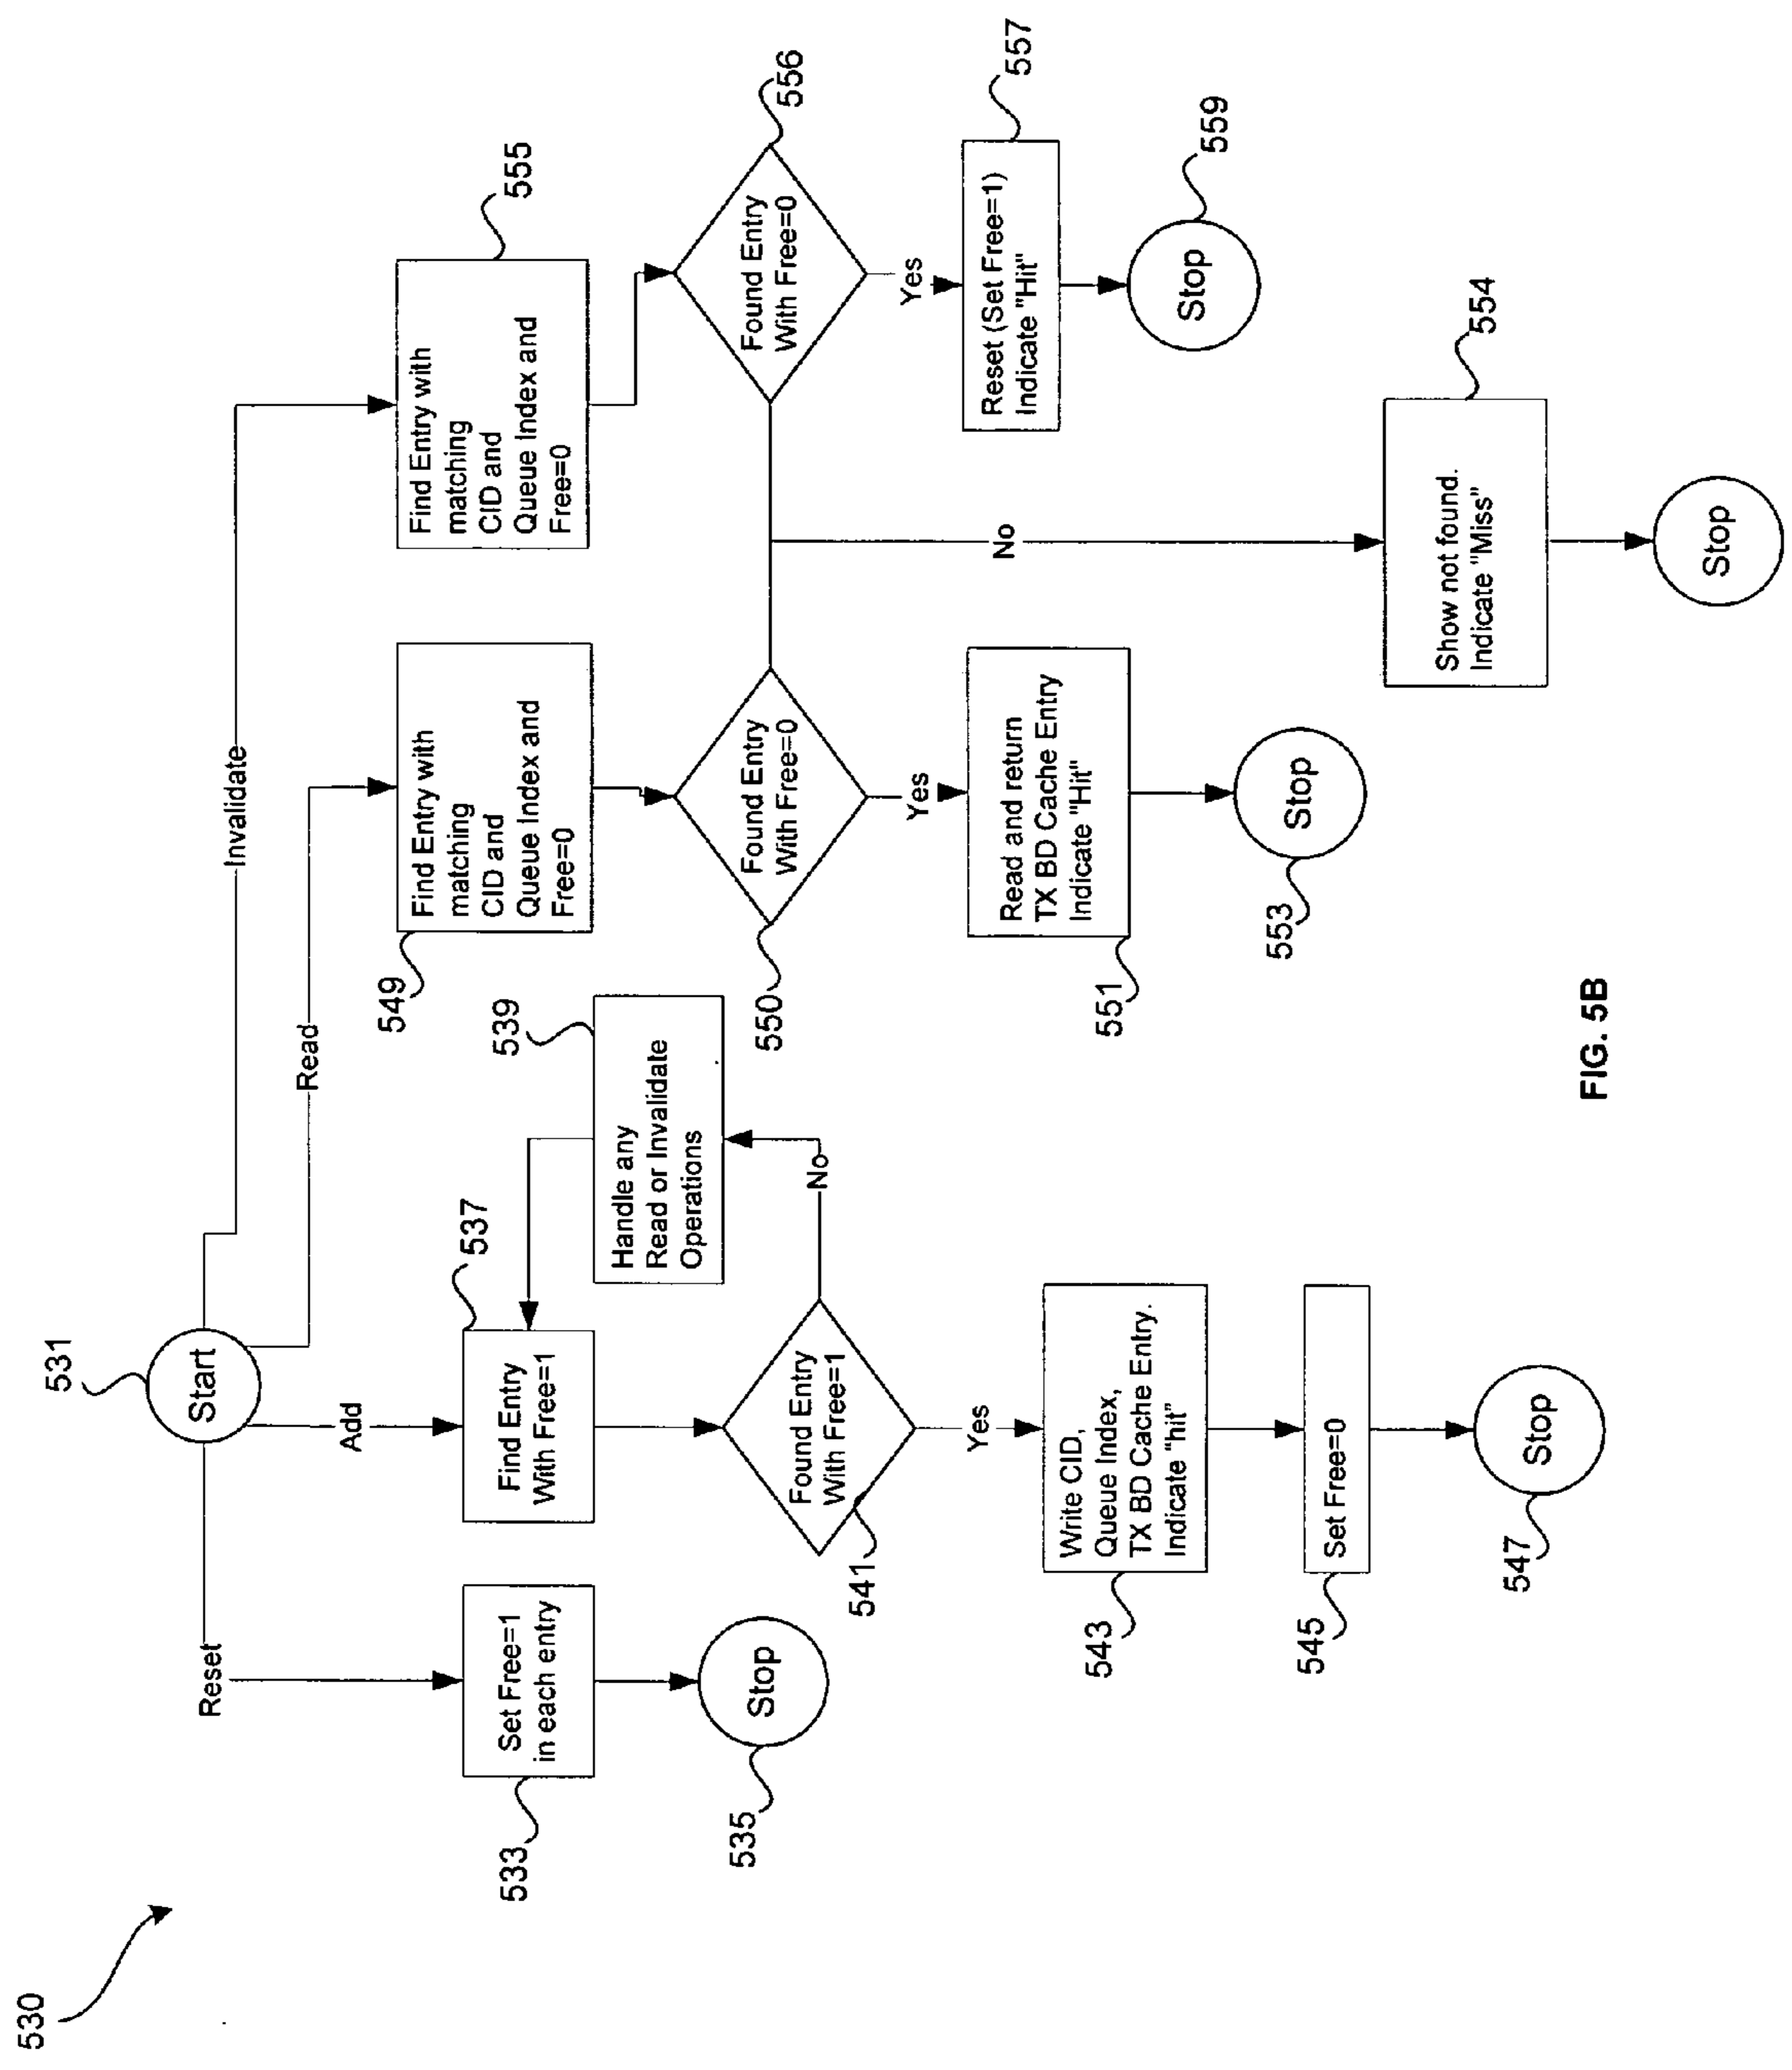 530
531
Start
Reset
Add
Read
Invalidate
Set Free=1
in each entry
533
Stop
535
Find Entry
With Free=1
537
Handle any
Read or Invalidate
Operations
539
Found Entry
With Free=1
541
No
Yes
Write CID,
Queue Index,
TX BD Cache Entry.
Indicate "hit"
543
Set Free=0
545
Stop
547
Find Entry with
matching
CID and
Queue Index and
Free=0
549
Found Entry
With Free=0
550
Yes
Read and return
TX BD Cache Entry
Indicate "Hit"
551
Stop
553
Find Entry with
matching
CID and
Queue Index and
Free=0
555
Found Entry
With Free=0
556
Yes
Reset (Set Free=1)
Indicate "Hit"
557
Stop
559
No
Show not found.
Indicate "Miss"
554
Stop
FIG. 5B